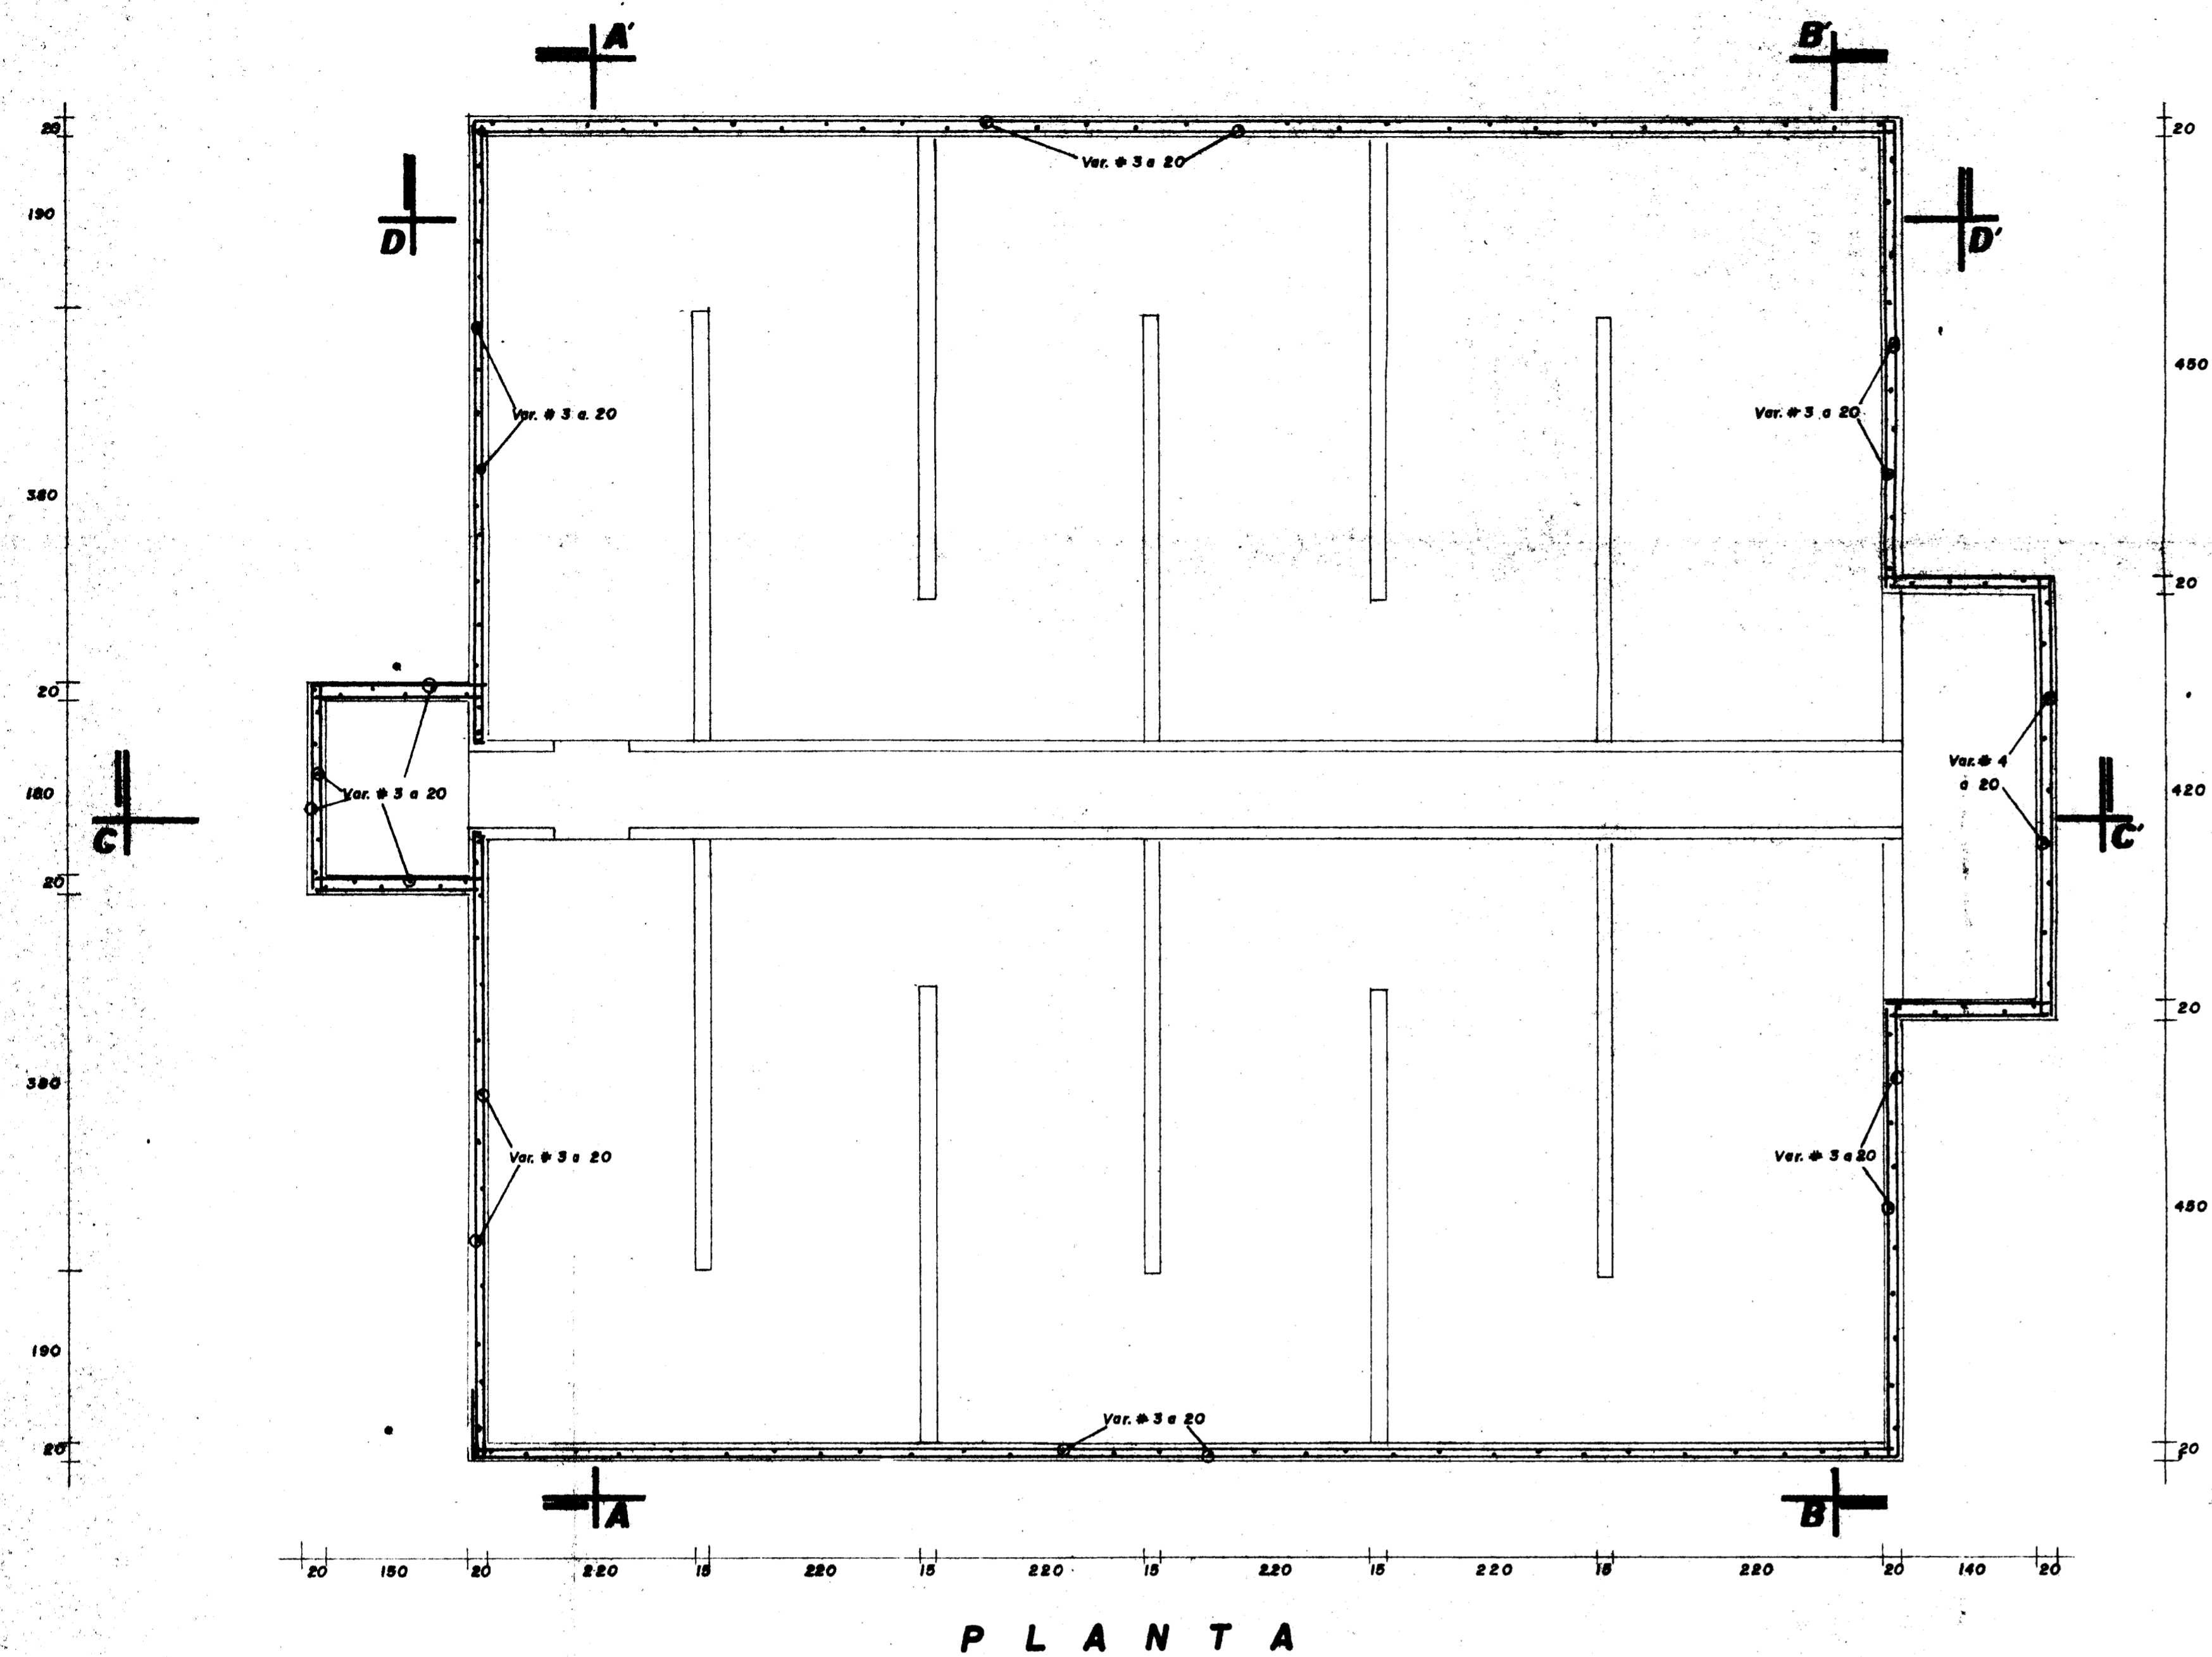 A' B'
20 20
Var. # 3 a 20
190
D D'
450
Var. # 3 a. 20 Var. # 3 a 20
380
20
20
Var. # 4
a 20
180 Var. # 3 a 20 420
C C'
20
20
380
Var. # 3 a 20 Var. # 3 a 20
450
190
Var. # 3 a 20
20 20
A B
20 150 20 220 15 220 15 220 15 220 15 220 15 220 20 140 20
P L A N T A